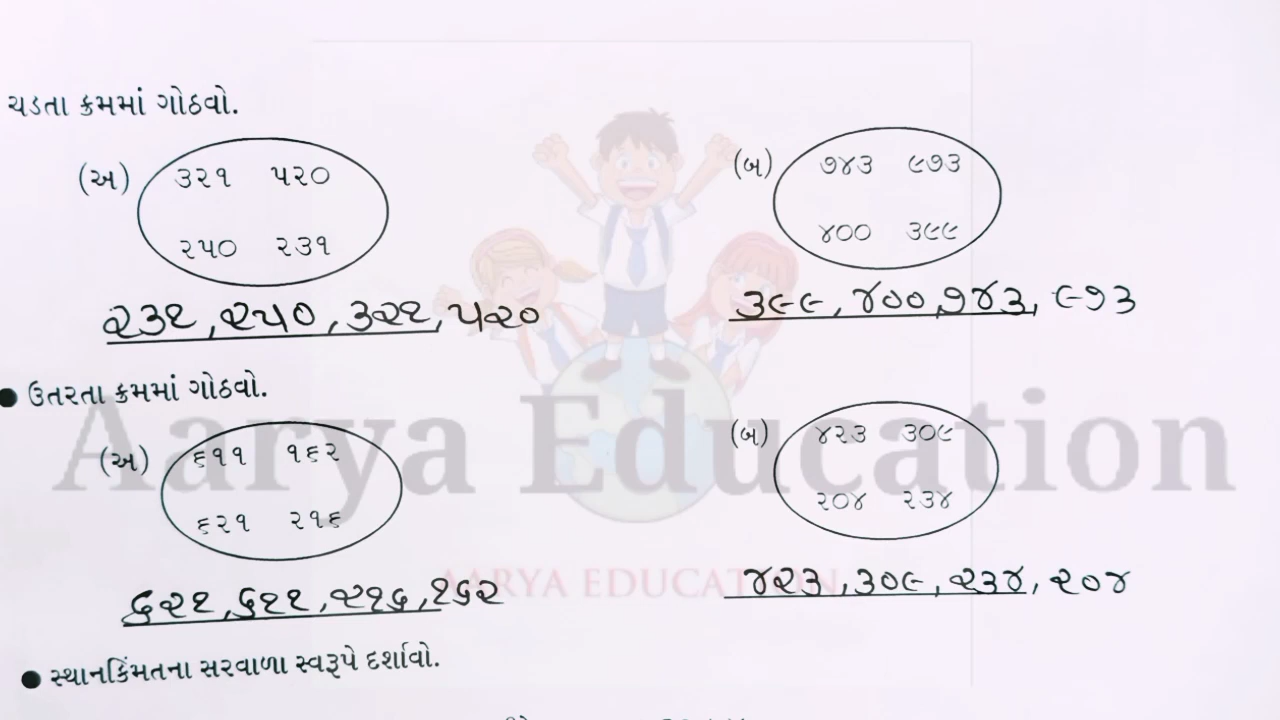 ચડતા ક્રમમાં ગોઠવો.
(અ) ૩૨૧ ૫૨૦
૨૫૦ ૨૩૧
(બ) ૭૪૩ ૯૭૩
૪૦૦ ૩૯૯
૨૩૧, ૨૫૦, ૩૨૧, ૫૨૦
૩૯૯, ૪૦૦, ૭૪૩, ૯૭૩
● ઉતરતા ક્રમમાં ગોઠવો.
Aarya Education
(અ) ૬૧૧ ૧૬૨
૬૨૧ ૨૧૬
(બ) ૪૨૩ ૩૦૯
૨૦૪ ૨૩૪
AARYA EDUCATION
૬૨૧, ૬૧૧, ૨૧૬, ૧૬૨
૪૨૩, ૩૦૯, ૨૩૪, ૨૦૪
● સ્થાનકિંમતના સરવાળા સ્વરૂપે દર્શાવો.